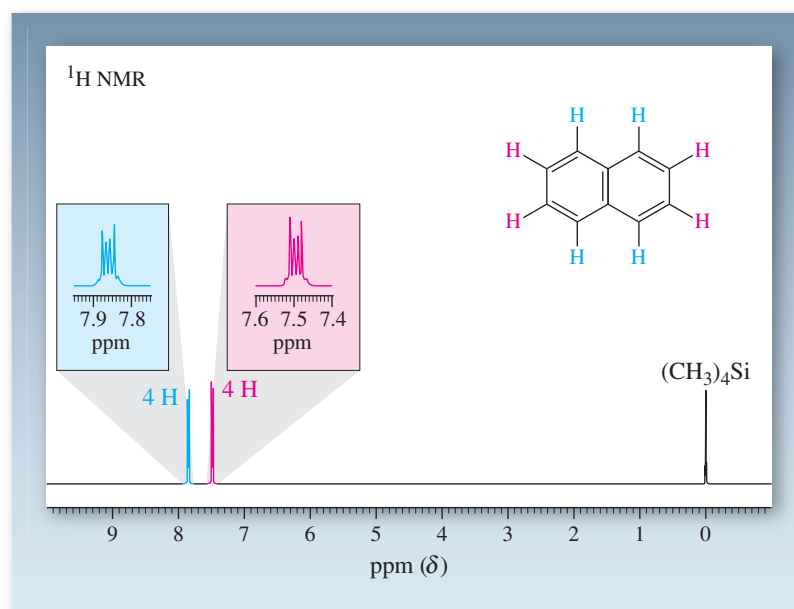 ¹H NMR
H H
H H
H H
H H
7.9 7.8
ppm
7.6 7.5 7.4
ppm
4 H 4 H
(CH₃)₄Si
9 8 7 6 5 4 3 2 1 0
ppm (δ)